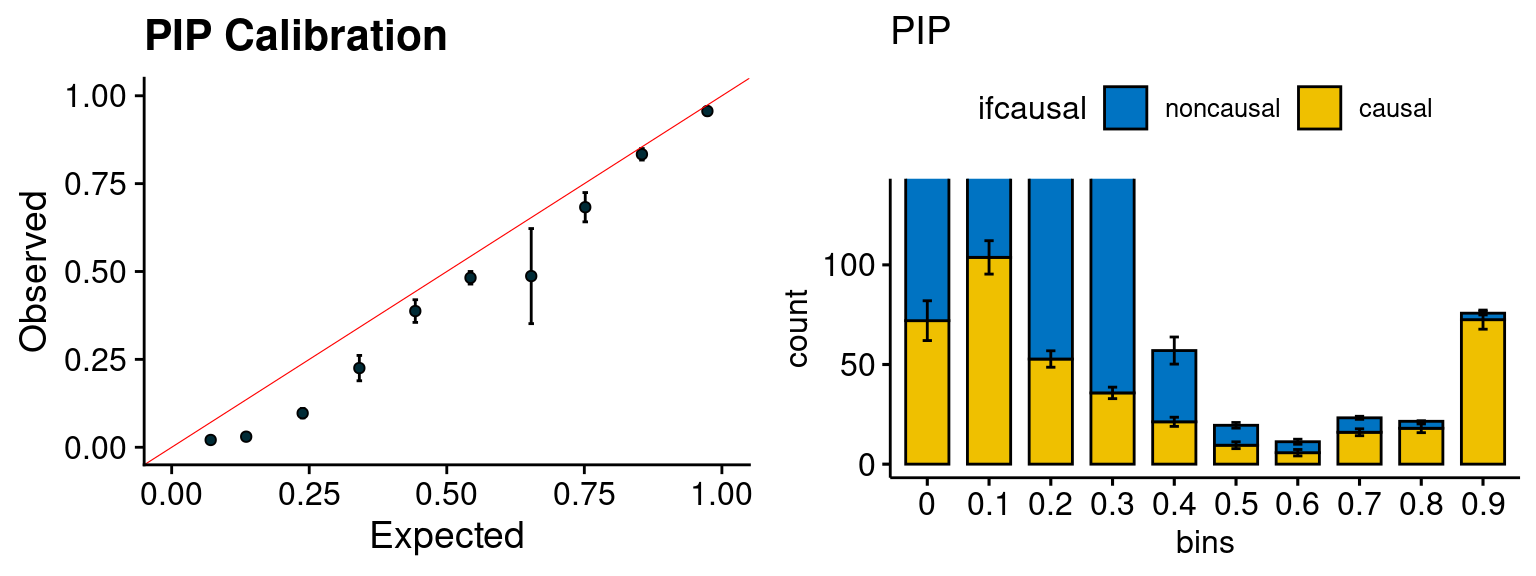 PIP Calibration
1.00
0.75
0.50
0.25
0.00
Observed
0.00 0.25 0.50 0.75 1.00
Expected
PIP
ifcausal noncausal causal
100
50
0
count
0 0.1 0.2 0.3 0.4 0.5 0.6 0.7 0.8 0.9
bins